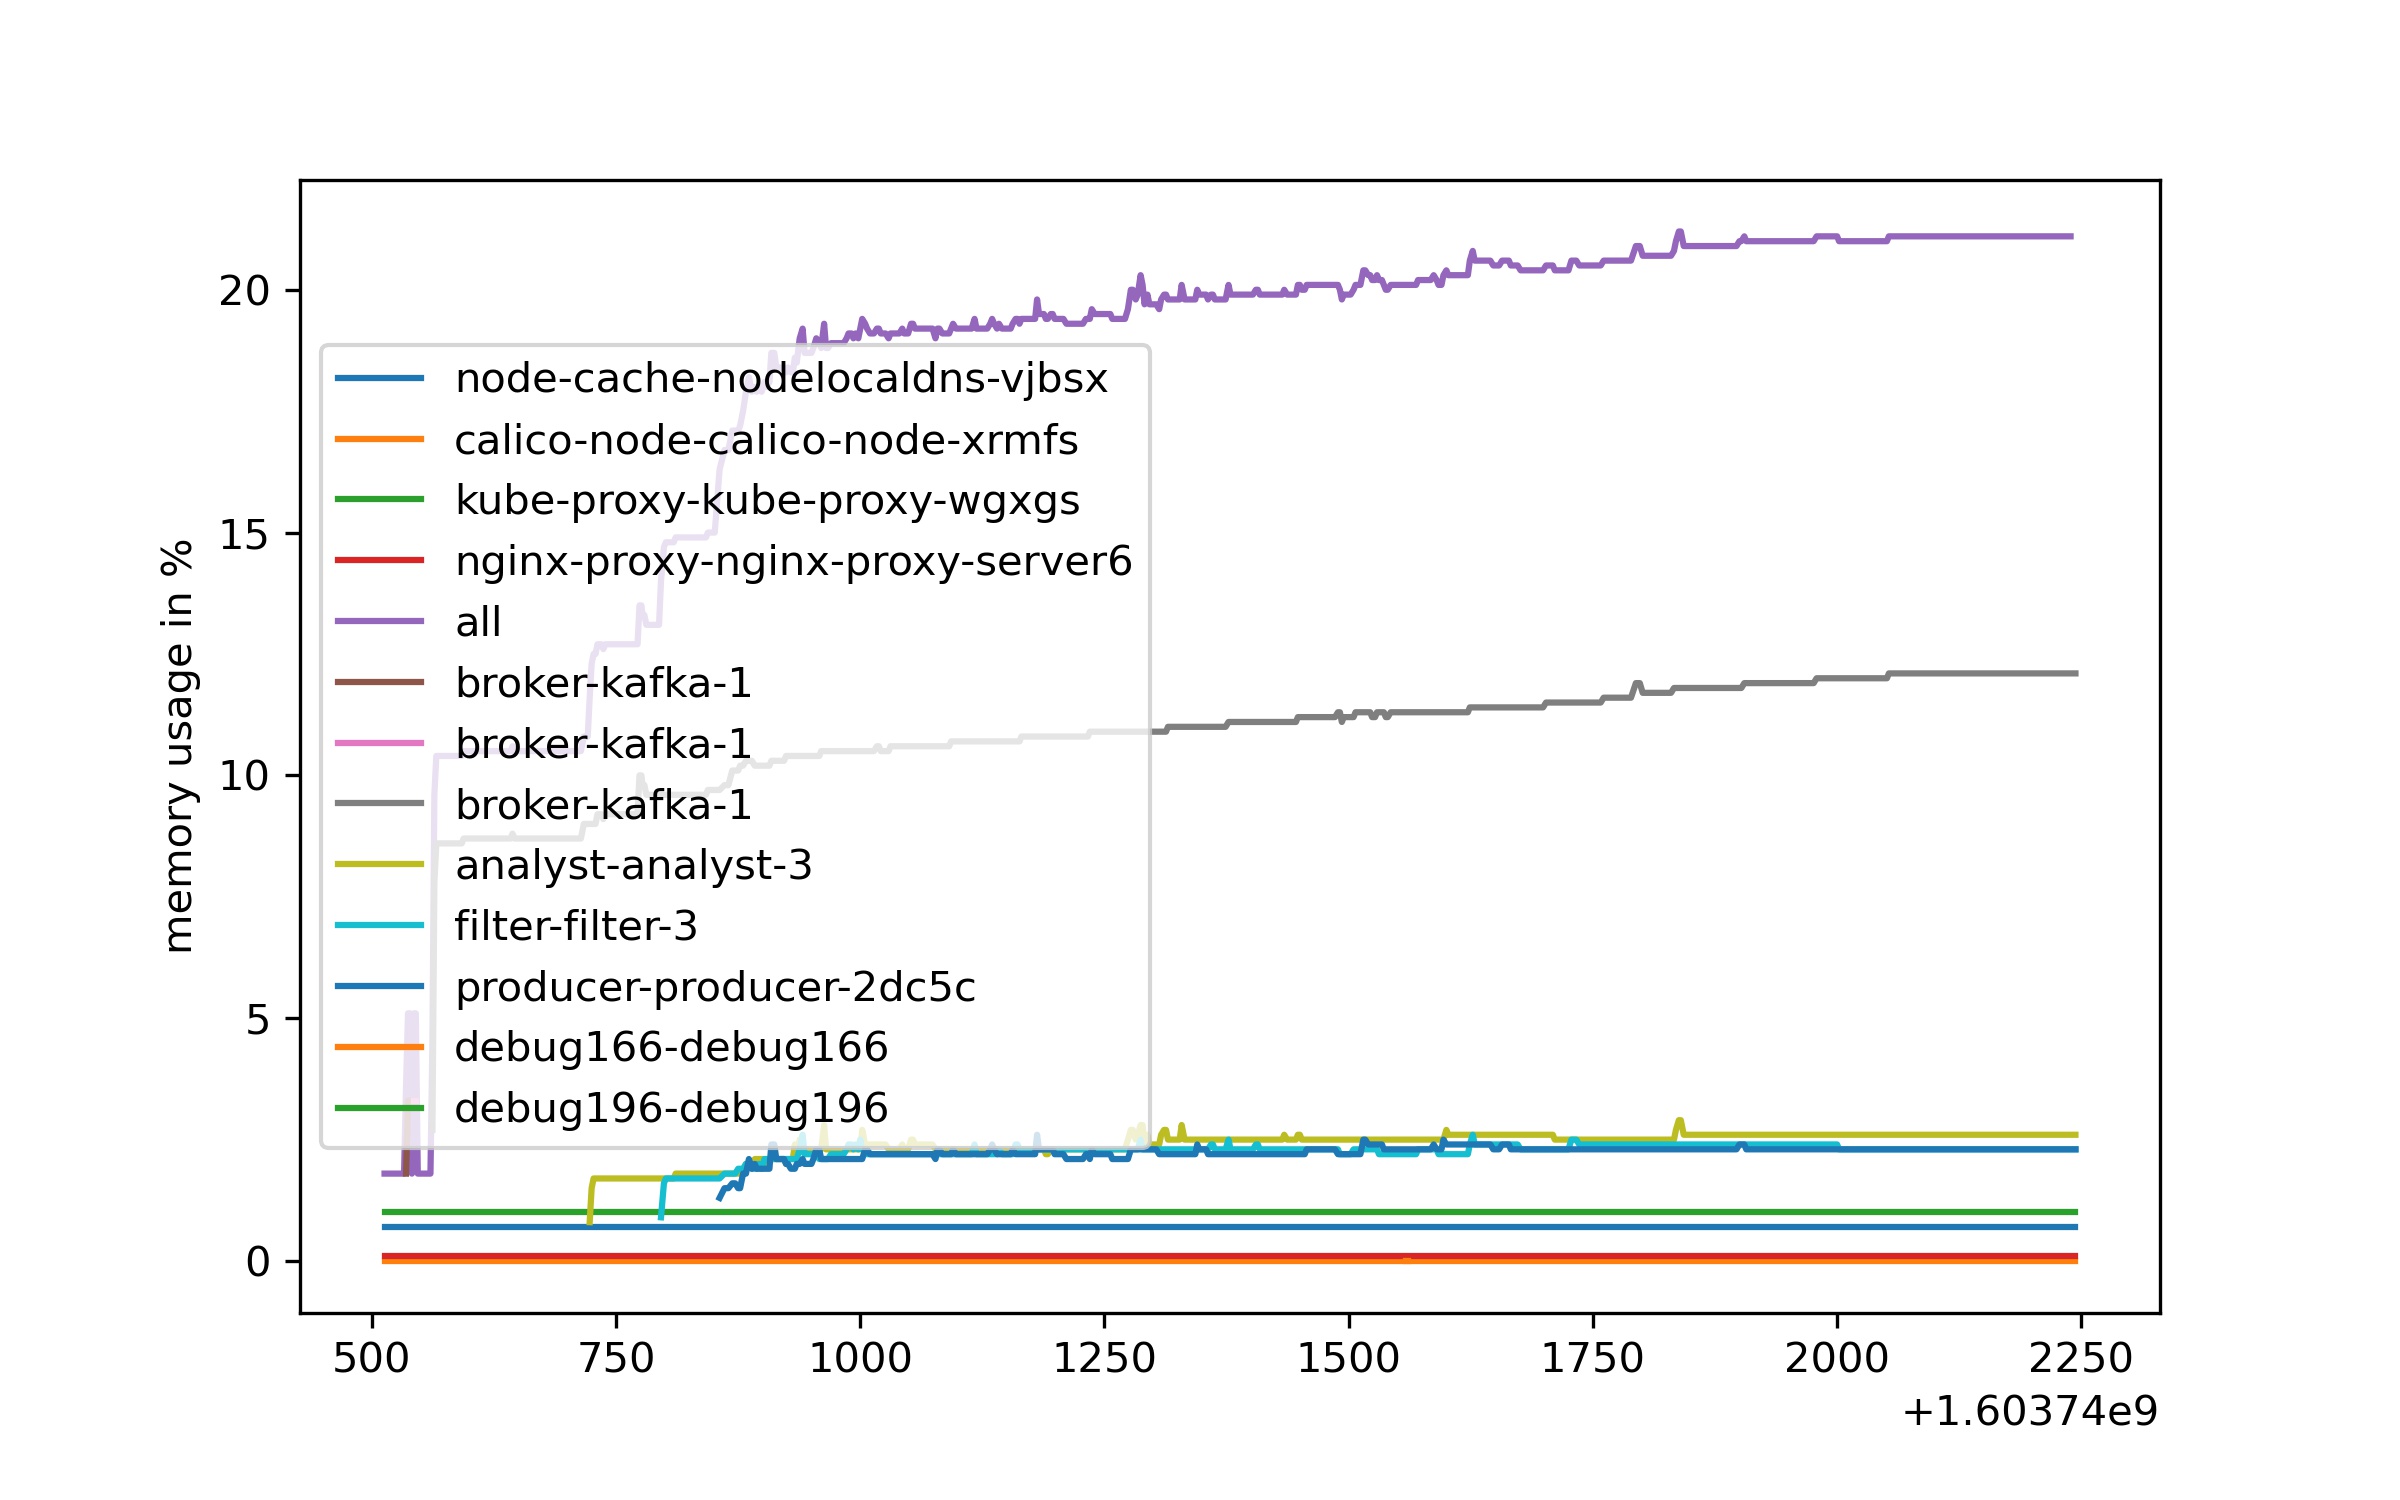 memory usage in %
20
15
10
5
0
node-cache-nodelocaldns-vjbsx
calico-node-calico-node-xrmfs
kube-proxy-kube-proxy-wgxgs
nginx-proxy-nginx-proxy-server6
all
broker-kafka-1
broker-kafka-1
broker-kafka-1
analyst-analyst-3
filter-filter-3
producer-producer-2dc5c
debug166-debug166
debug196-debug196
500 750 1000 1250 1500 1750 2000 2250
+1.60374e9